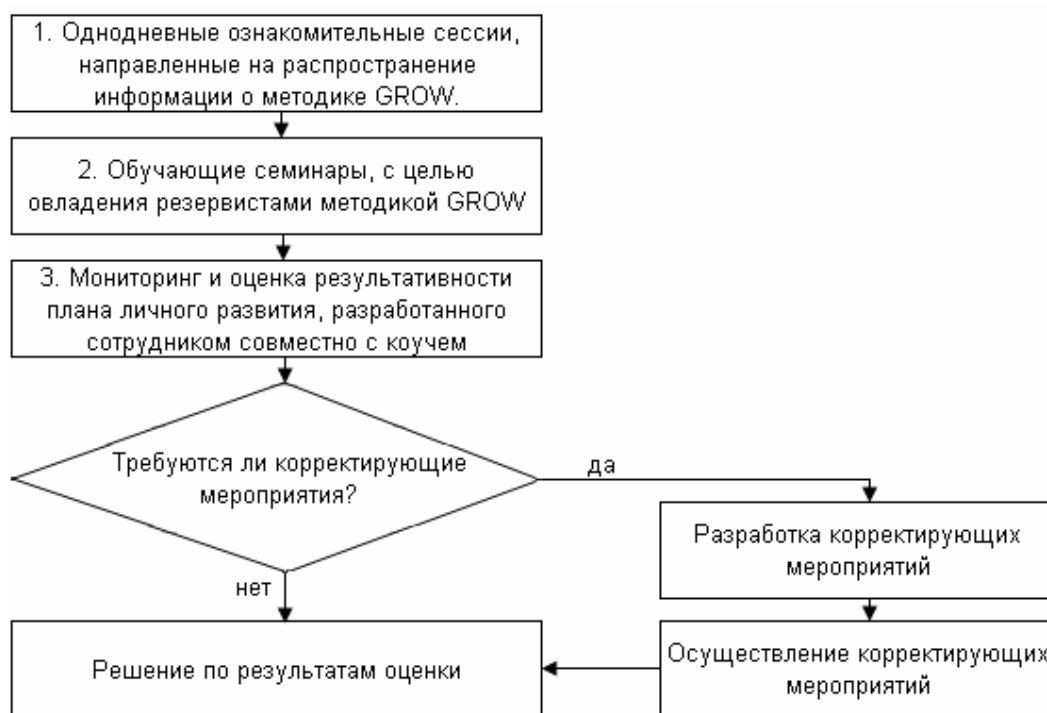 1. Однодневные ознакомительные сессии,
направленные на распространение
информации о методике GROW.
2. Обучающие семинары, с целью
овладения резервистами методикой GROW
3. Мониторинг и оценка результативности
плана личного развития, разработанного
сотрудником совместно с коучем
Требуются ли корректирующие
мероприятия?
да
Разработка корректирующих
мероприятий
нет
Решение по результатам оценки
Осуществление корректирующих
мероприятий